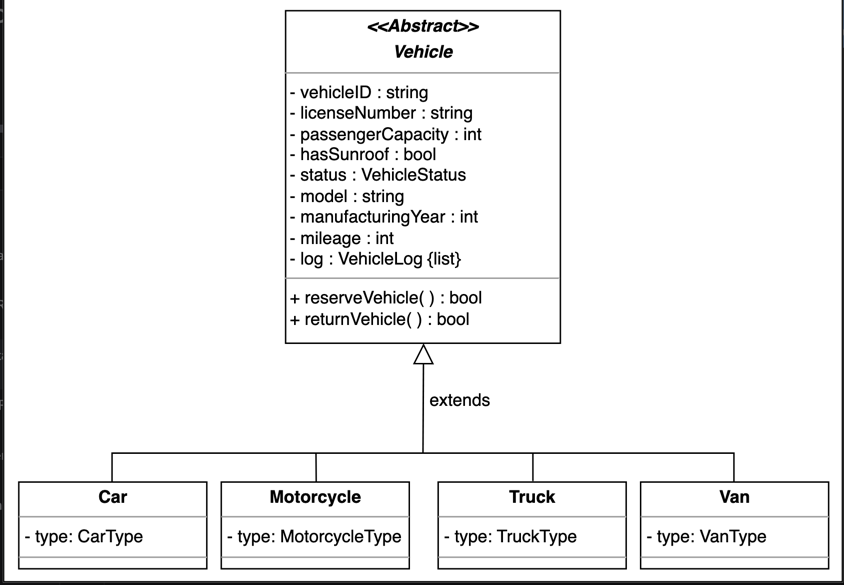 <<Abstract>>
Vehicle
- vehicleID : string
- licenseNumber : string
- passengerCapacity : int
- hasSunroof : bool
- status : VehicleStatus
- model : string
- manufacturingYear : int
- mileage : int
- log : VehicleLog {list}
+ reserveVehicle( ) : bool
+ returnVehicle( ) : bool
extends
Car
- type: CarType
Motorcycle
- type: MotorcycleType
Truck
- type: TruckType
Van
- type: VanType